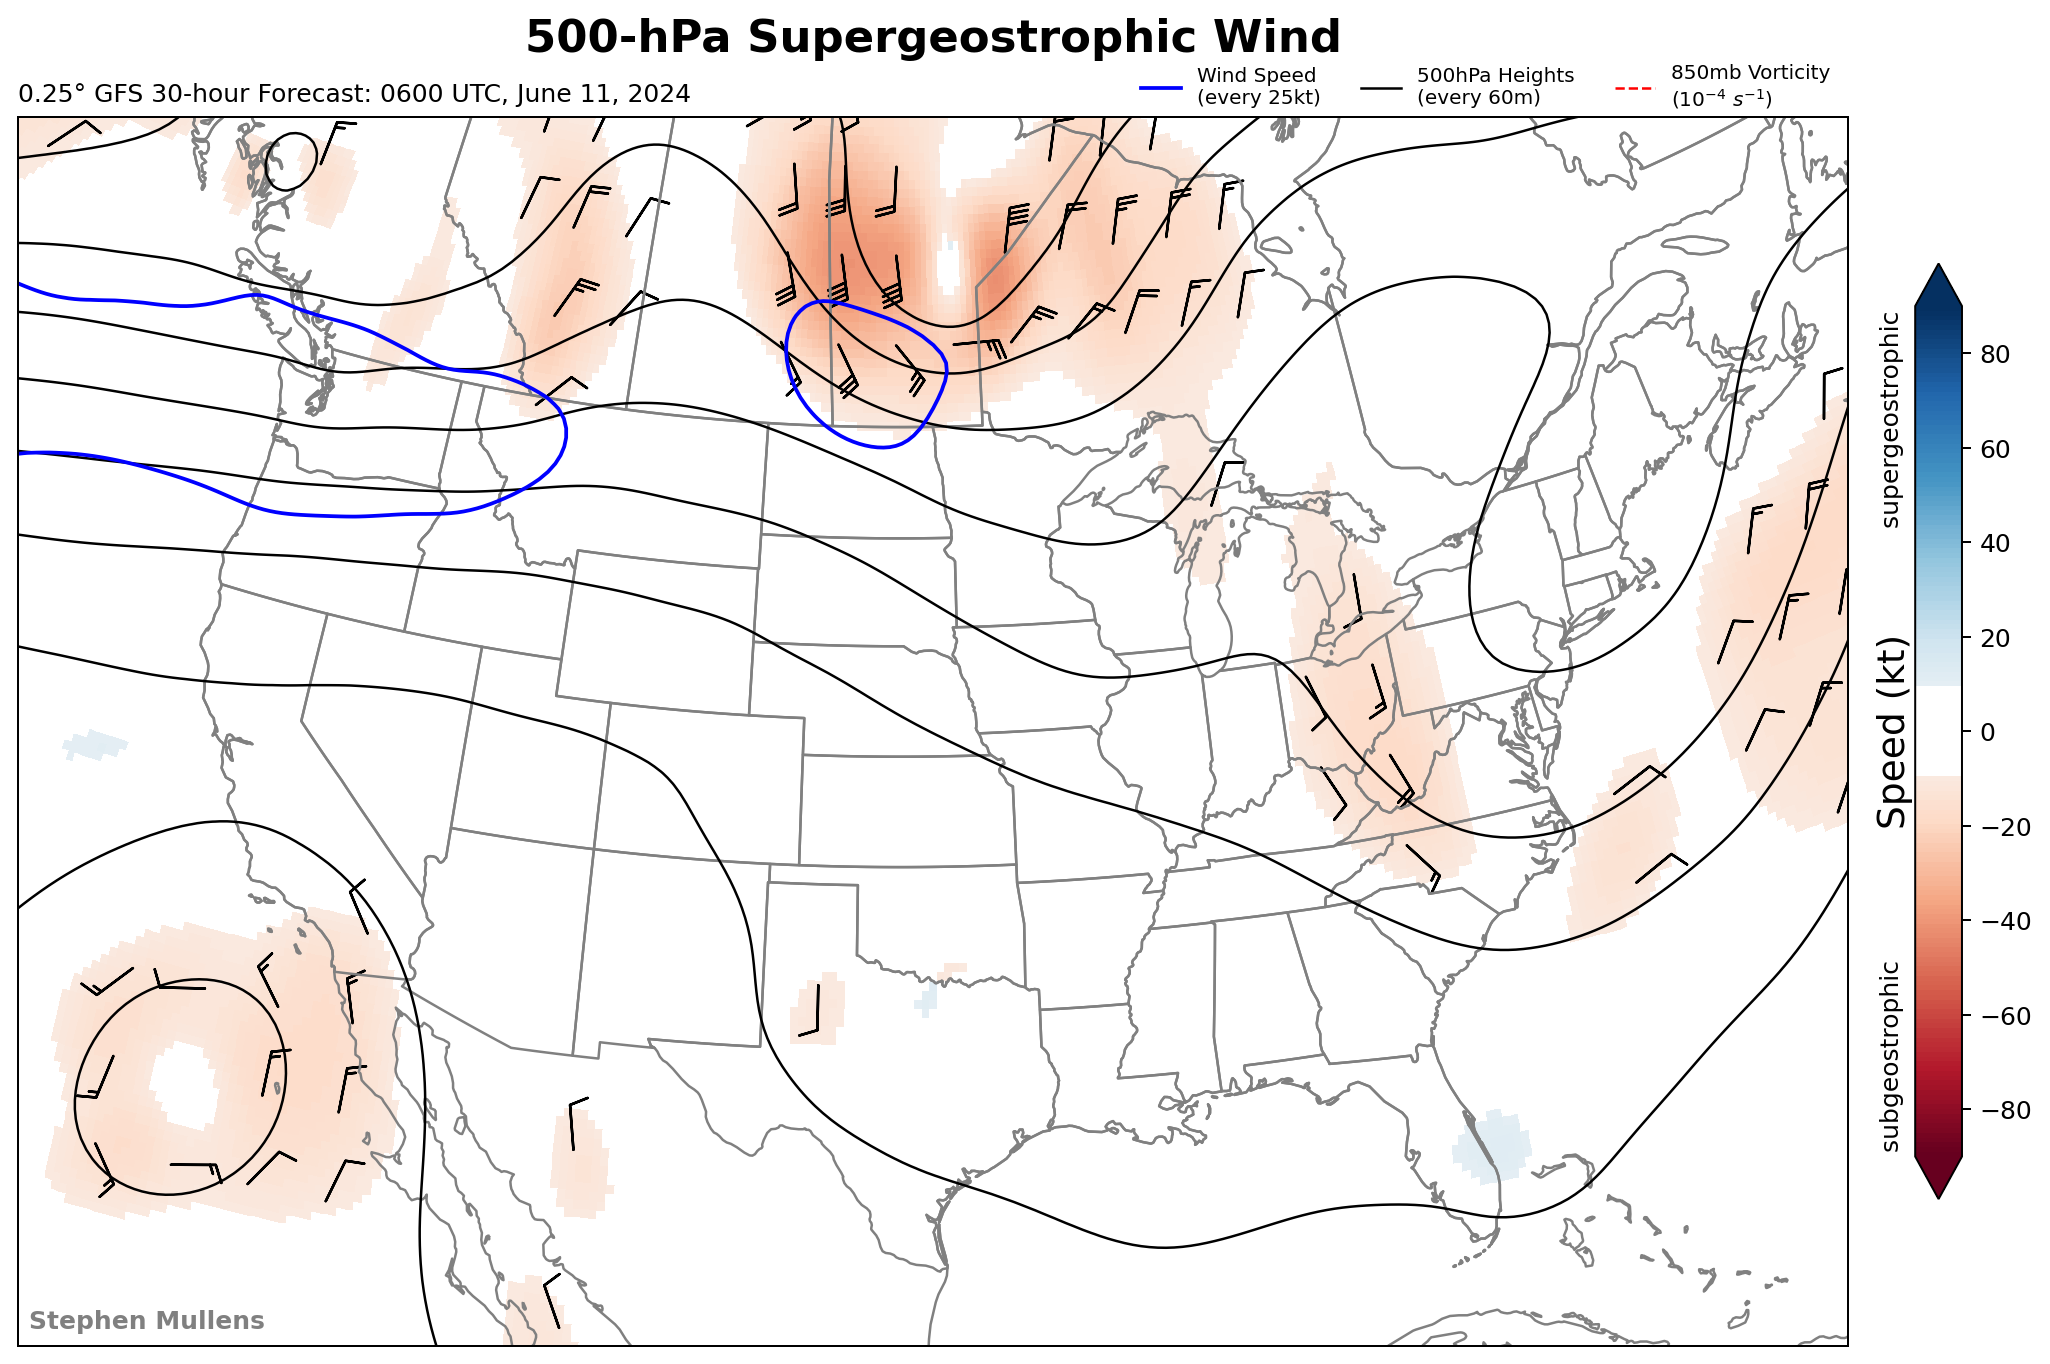 500-hPa Supergeostrophic Wind
0.25° GFS 30-hour Forecast: 0600 UTC, June 11, 2024
Wind Speed
(every 25kt)
500hPa Heights
(every 60m)
850mb Vorticity
(10⁻⁴ s⁻¹)
supergeostrophic
Speed (kt)
subgeostrophic
80
60
40
20
0
−20
−40
−60
−80
Stephen Mullens